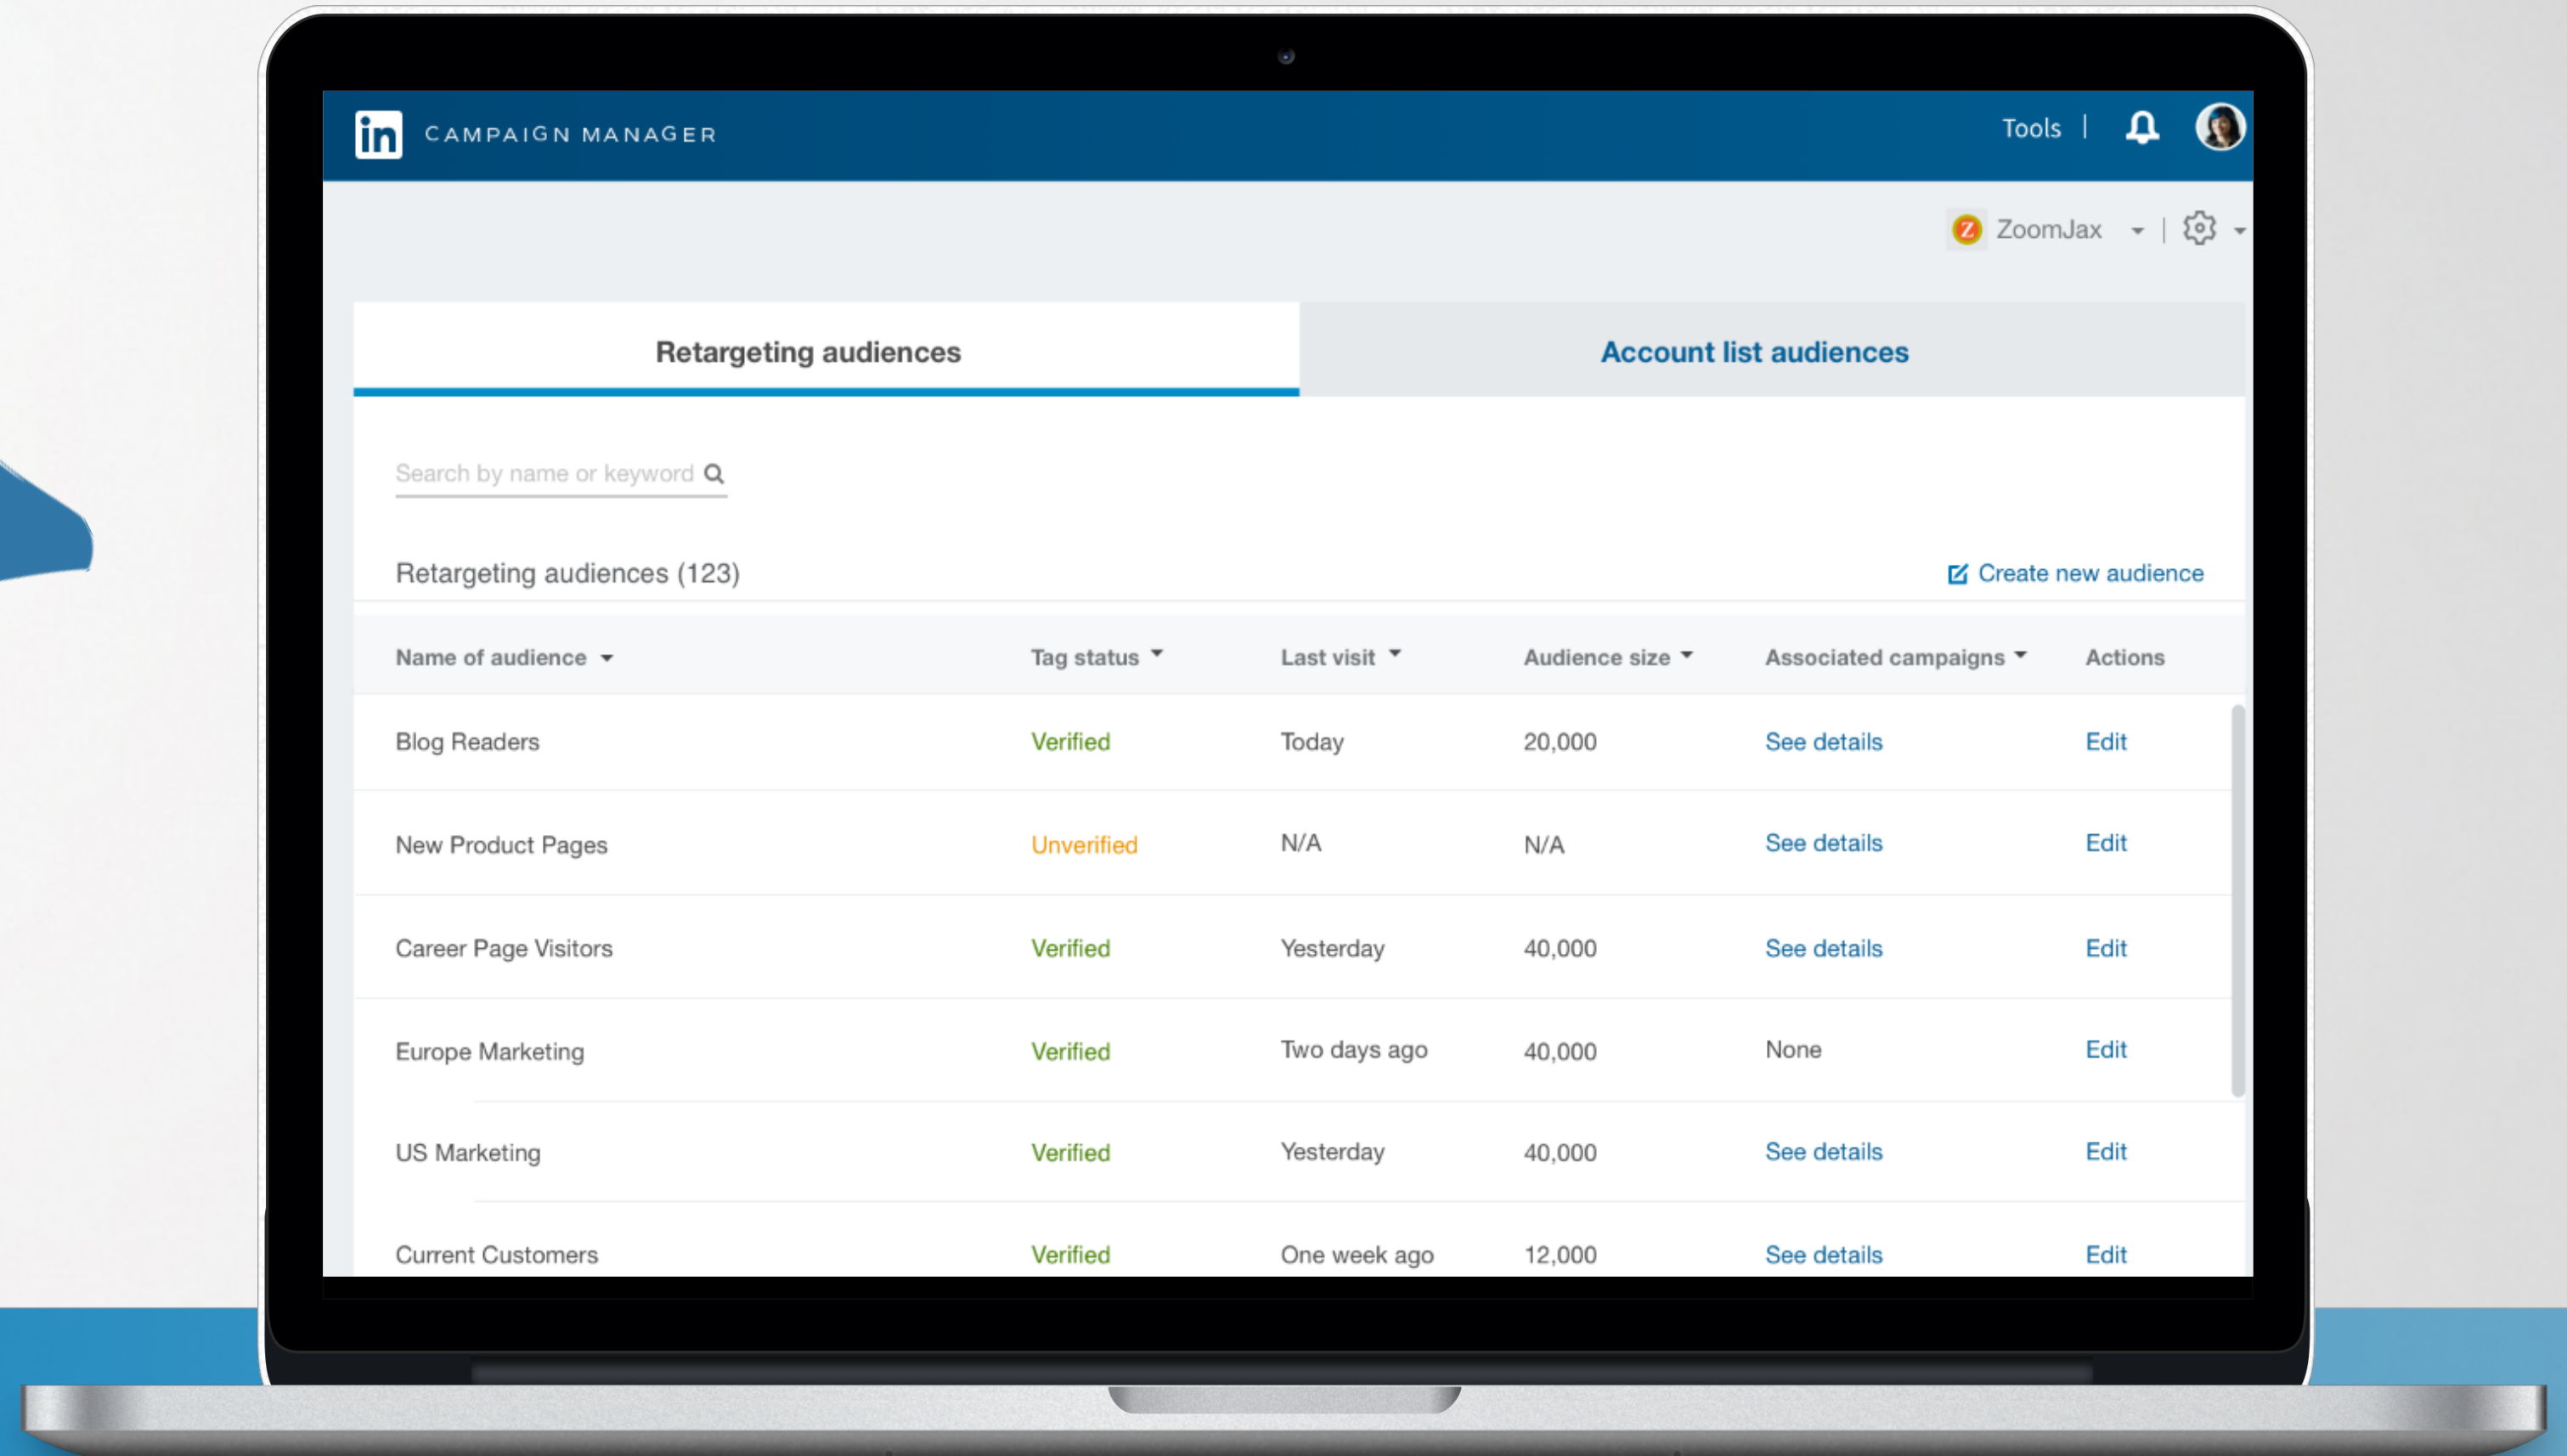 in CAMPAIGN MANAGER Tools |
Z ZoomJax |
Retargeting audiences Account list audiences
Search by name or keyword
Retargeting audiences (123) Create new audience
Name of audience Tag status Last visit Audience size Associated campaigns Actions
Blog Readers Verified Today 20,000 See details Edit
New Product Pages Unverified N/A N/A See details Edit
Career Page Visitors Verified Yesterday 40,000 See details Edit
Europe Marketing Verified Two days ago 40,000 None Edit
US Marketing Verified Yesterday 40,000 See details Edit
Current Customers Verified One week ago 12,000 See details Edit